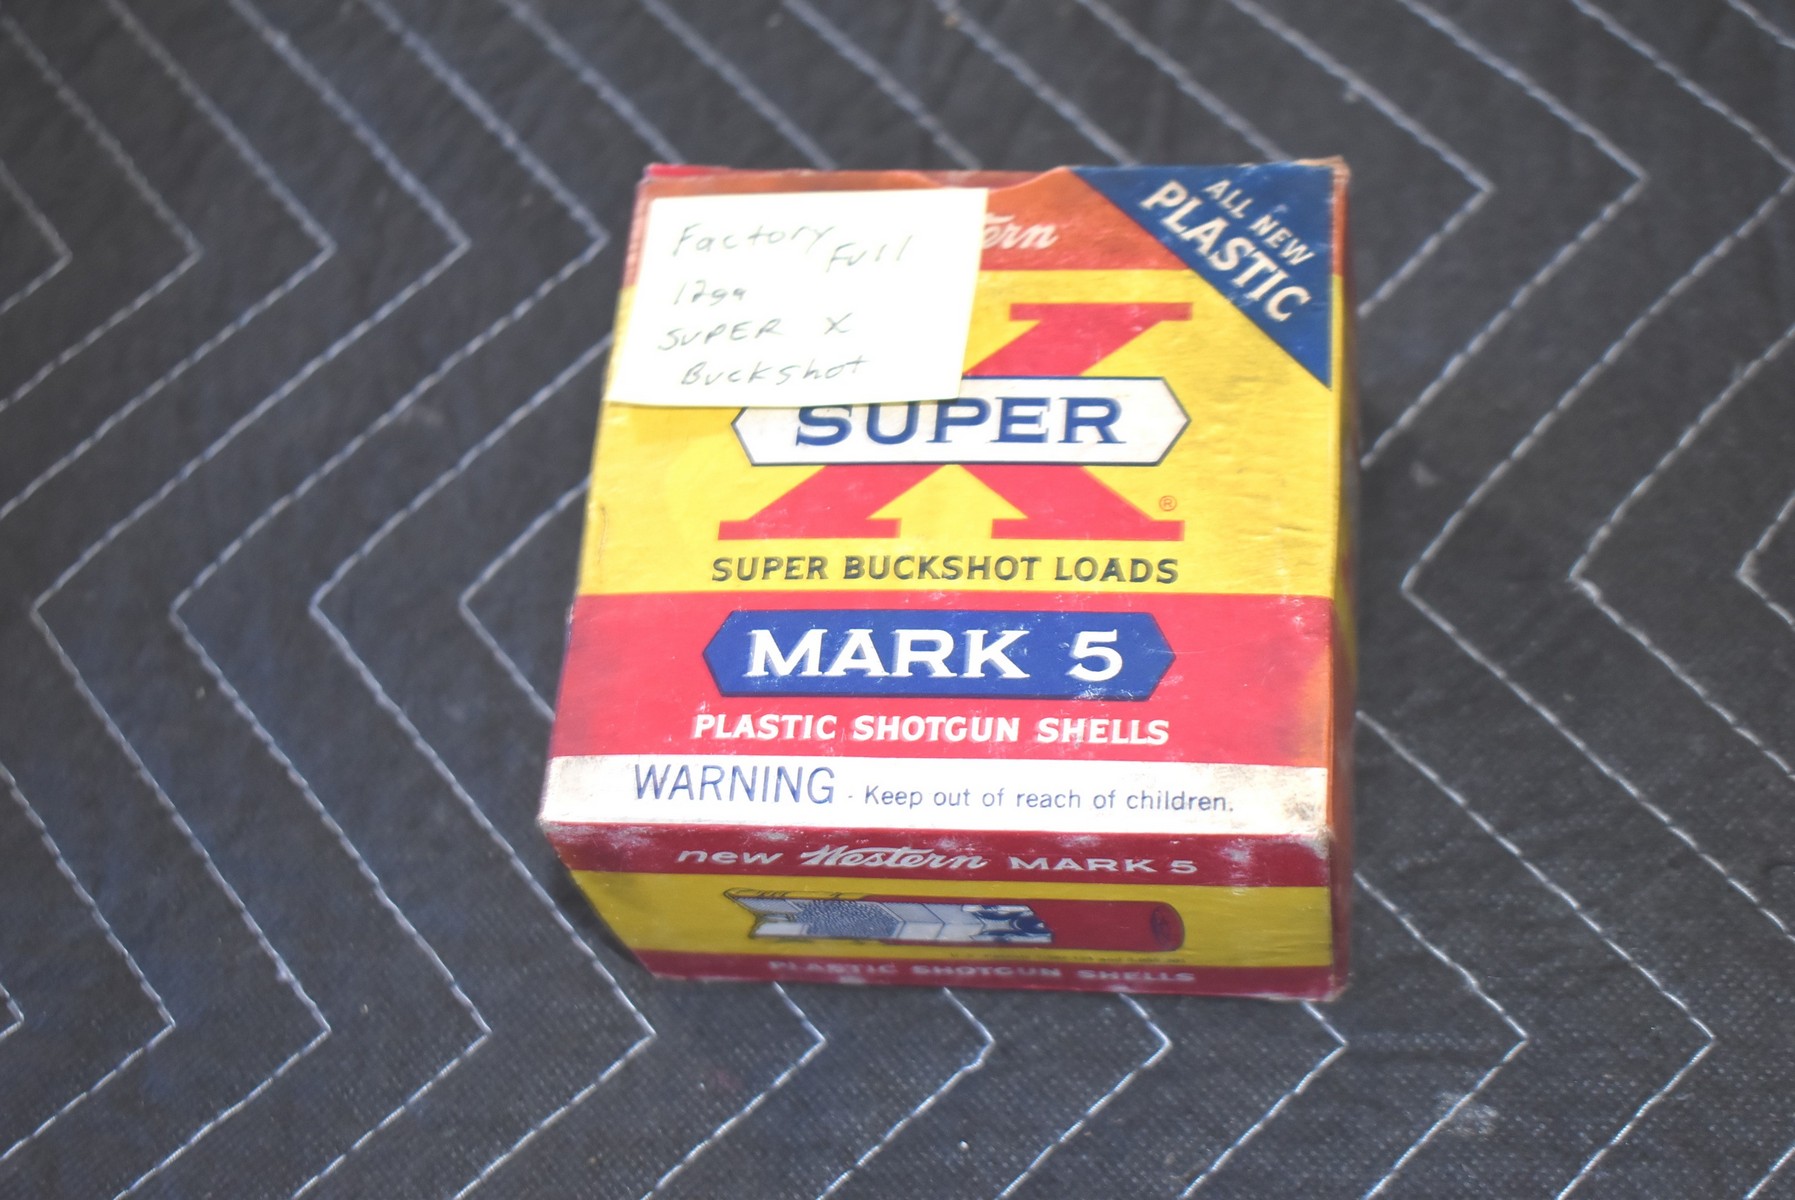 Factory Full
12ga
SUPER X
Buckshot
ALL NEW
PLASTIC
X
SUPER
®
SUPER BUCKSHOT LOADS
MARK 5
PLASTIC SHOTGUN SHELLS
WARNING - Keep out of reach of children.
new Western MARK 5
PLASTIC SHOTGUN SHELLS